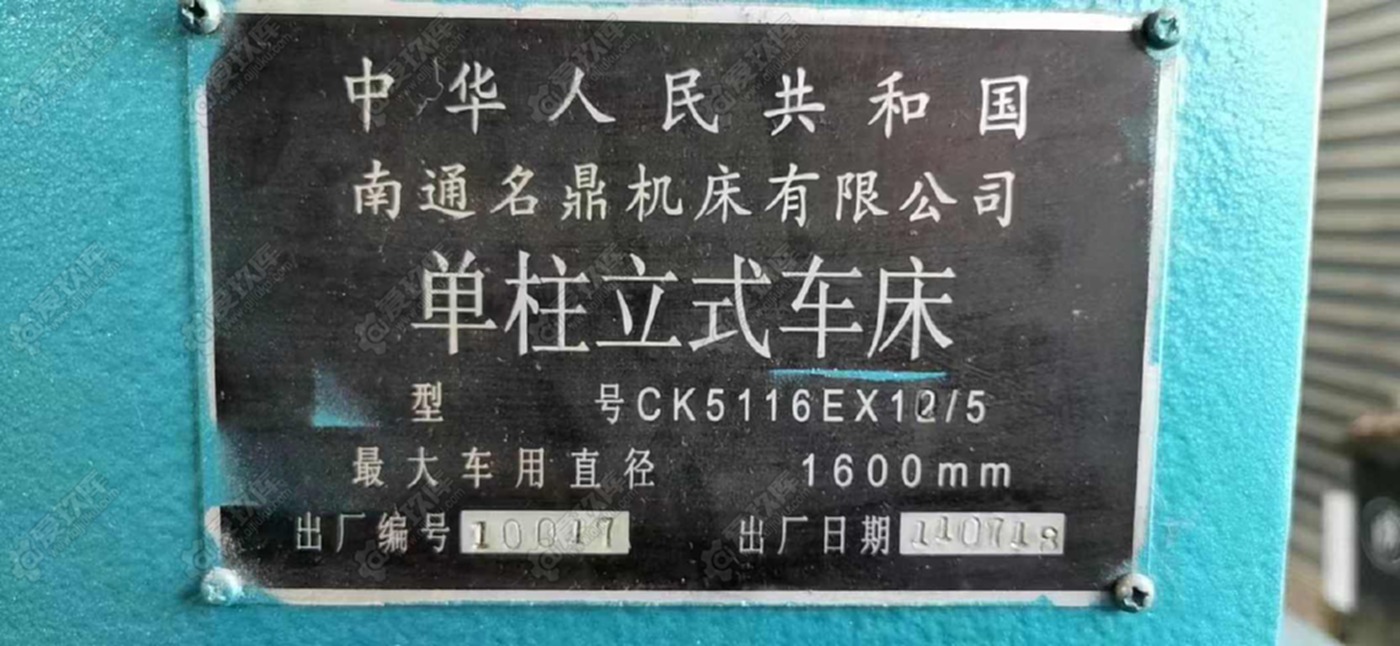 中华人民共和国
南通名鼎机床有限公司
单柱立式车床
型 号CK5116EX12/5
最大车用直径 1600mm
出厂编号 10017 出厂日期 110718